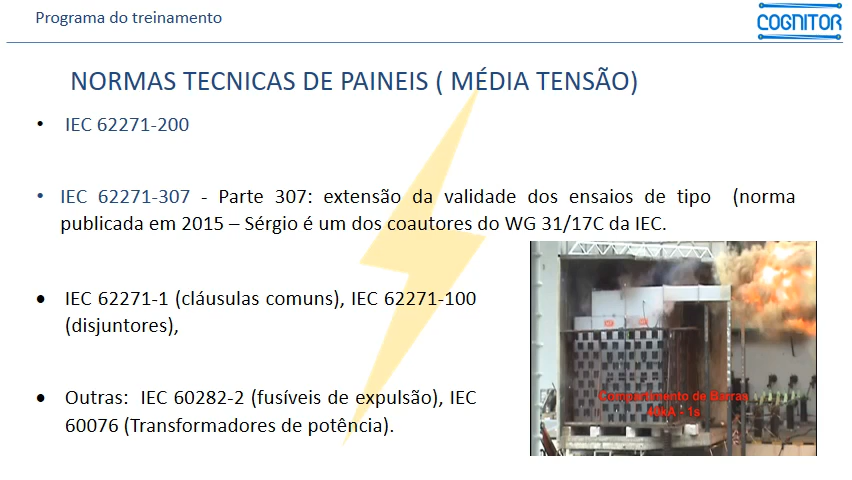 Programa do treinamento
COGNITOR
NORMAS TECNICAS DE PAINEIS ( MÉDIA TENSÃO)
• IEC 62271-200
• IEC 62271-307 - Parte 307: extensão da validade dos ensaios de tipo (norma
publicada em 2015 – Sérgio é um dos coautores do WG 31/17C da IEC.
● IEC 62271-1 (cláusulas comuns), IEC 62271-100
(disjuntores),
● Outras: IEC 60282-2 (fusíveis de expulsão), IEC
60076 (Transformadores de potência).
Compartimento de Barras
40kA - 1s